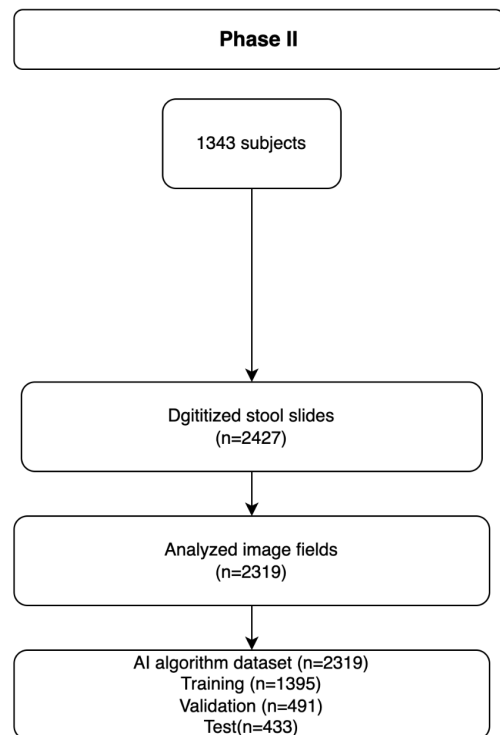 Phase II
1343 subjects
Dgititized stool slides
(n=2427)
Analyzed image fields
(n=2319)
AI algorithm dataset (n=2319)
Training (n=1395)
Validation (n=491)
Test(n=433)